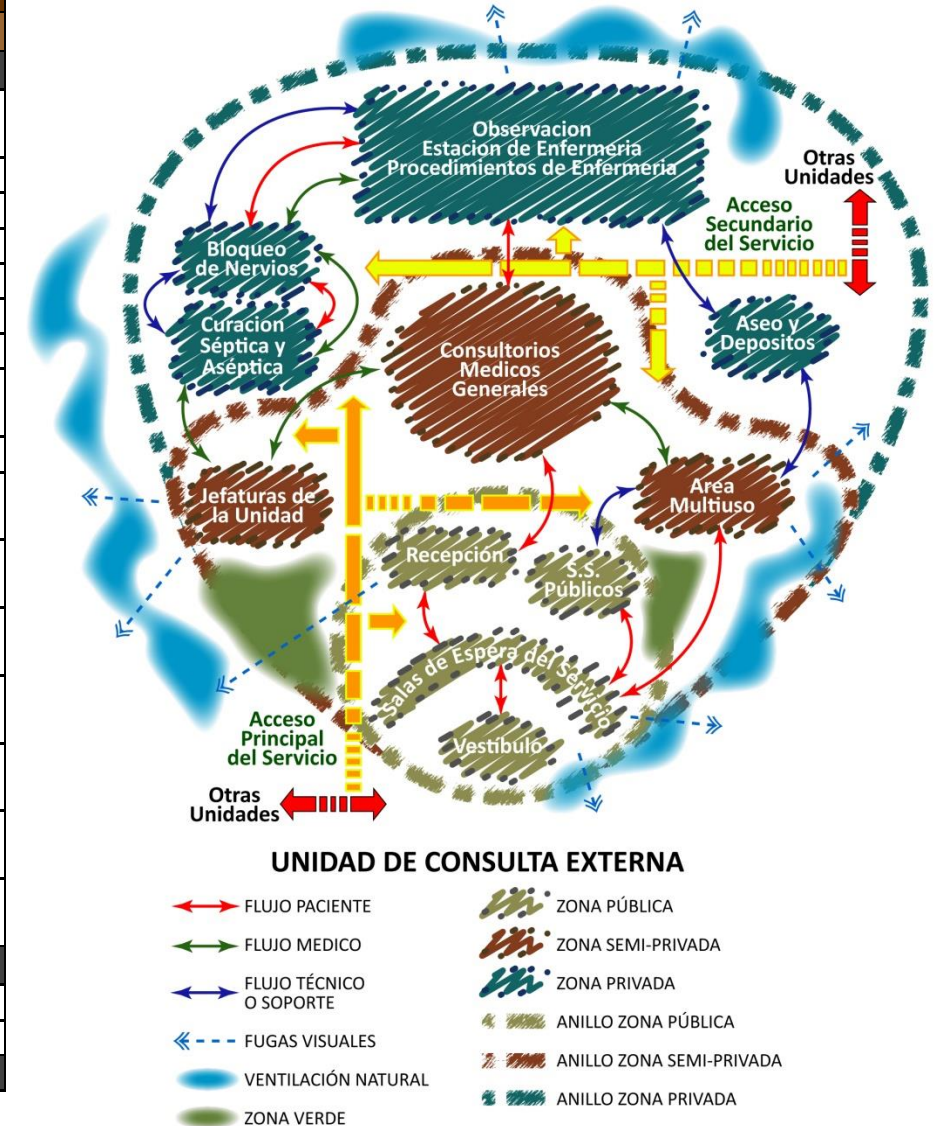 Observacion
Estacion de Enfermeria
Procedimientos de Enfermeria
Otras
Unidades
Acceso
Secundario
del Servicio
Bloqueo
de Nervios
Curacion
Séptica y
Aséptica
Consultorios
Medicos
Generales
Aseo y
Depositos
Jefaturas de
la Unidad
Area
Multiuso
Recepción
S.S.
Públicos
Salas de Espera del Servicio
Vestíbulo
Acceso
Principal
del Servicio
Otras
Unidades
UNIDAD DE CONSULTA EXTERNA
FLUJO PACIENTE
FLUJO MEDICO
FLUJO TÉCNICO
O SOPORTE
FUGAS VISUALES
VENTILACIÓN NATURAL
ZONA VERDE
ZONA PÚBLICA
ZONA SEMI-PRIVADA
ZONA PRIVADA
ANILLO ZONA PÚBLICA
ANILLO ZONA SEMI-PRIVADA
ANILLO ZONA PRIVADA